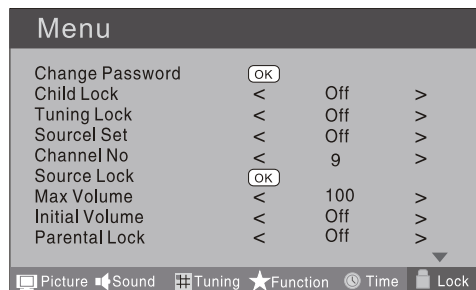 Menu
Change Password OK
Child Lock < Off >
Tuning Lock < Off >
Sourcel Set < Off >
Channel No < 9 >
Source Lock OK
Max Volume < 100 >
Initial Volume < Off >
Parental Lock < Off >
Picture Sound Tuning Function Time Lock